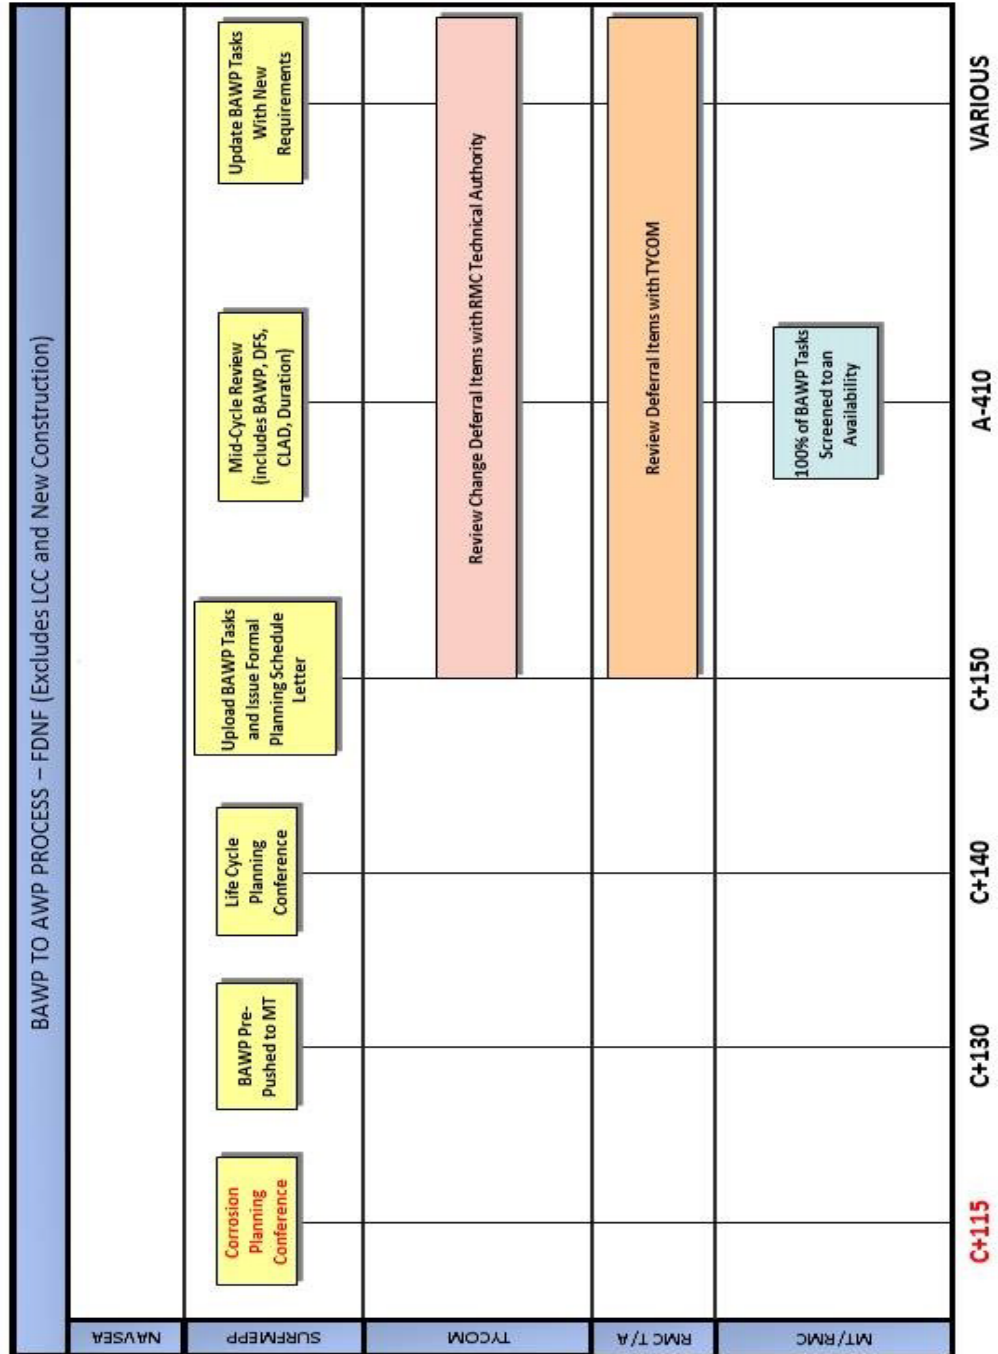 BAWP TO AWP PROCESS – FDNF (Excludes LCC and New Construction)
NAVSEA
SURFMEPP
Corrosion
Planning
Conference
BAWP Pre-
Pushed to MT
Life Cycle
Planning
Conference
Upload BAWP Tasks
and Issue Formal
Planning Schedule
Letter
Mid-Cycle Review
(includes BAWP, DFS,
CLAD, Duration)
Update BAWP Tasks
With New
Requirements
TYCOM
Review Change Deferral Items with RMC Technical Authority
RMC T/A
Review Deferral Items with TYCOM
MT/RMC
100% of BAWP Tasks
Screened toan
Availability
C+115
C+130
C+140
C+150
A-410
VARIOUS